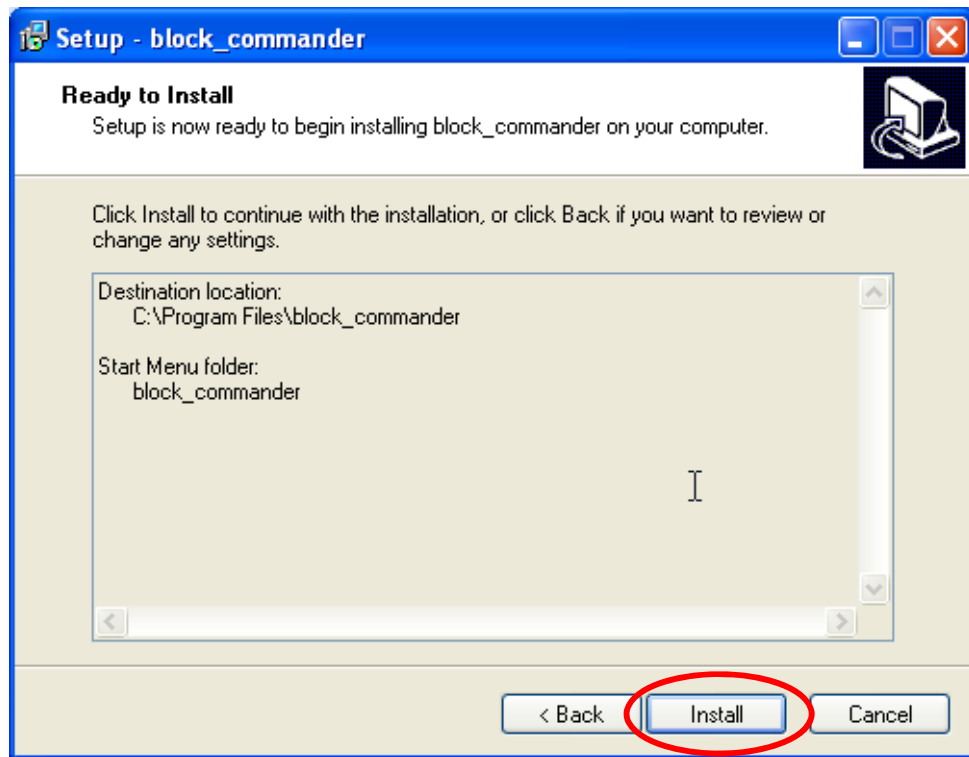 Setup - block_commander
Ready to Install
Setup is now ready to begin installing block_commander on your computer.
Click Install to continue with the installation, or click Back if you want to review or
change any settings.
Destination location:
C:\Program Files\block_commander
Start Menu folder:
block_commander
< Back Install Cancel